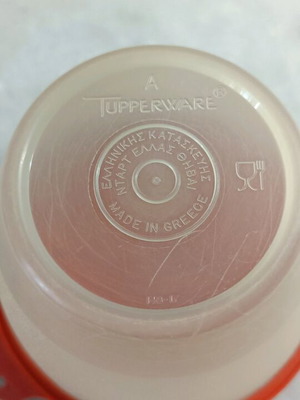 A
TUPPERWARE®
ΕΛΛΗΝΙΚΗΣ ΚΑΤΑΣΚΕΥΗΣ
ΝΤΑΡΤ ΕΛΛΑΣ ΘΗΒΑΙ
MADE IN GREECE